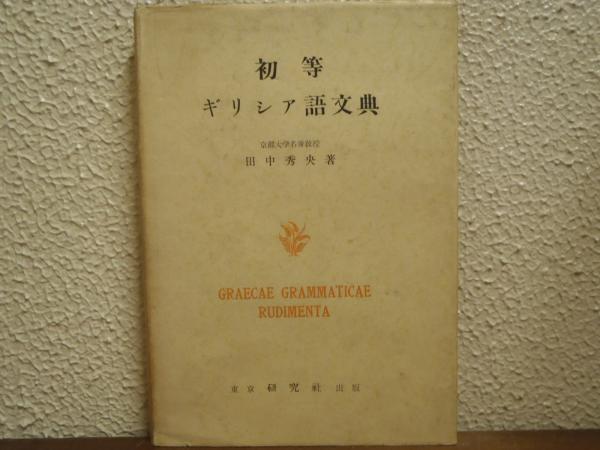 初等
ギリシア語文典
京都大学名誉教授
田中秀央著
GRAECAE GRAMMATICAE
RUDIMENTA
東京 研究社 出版